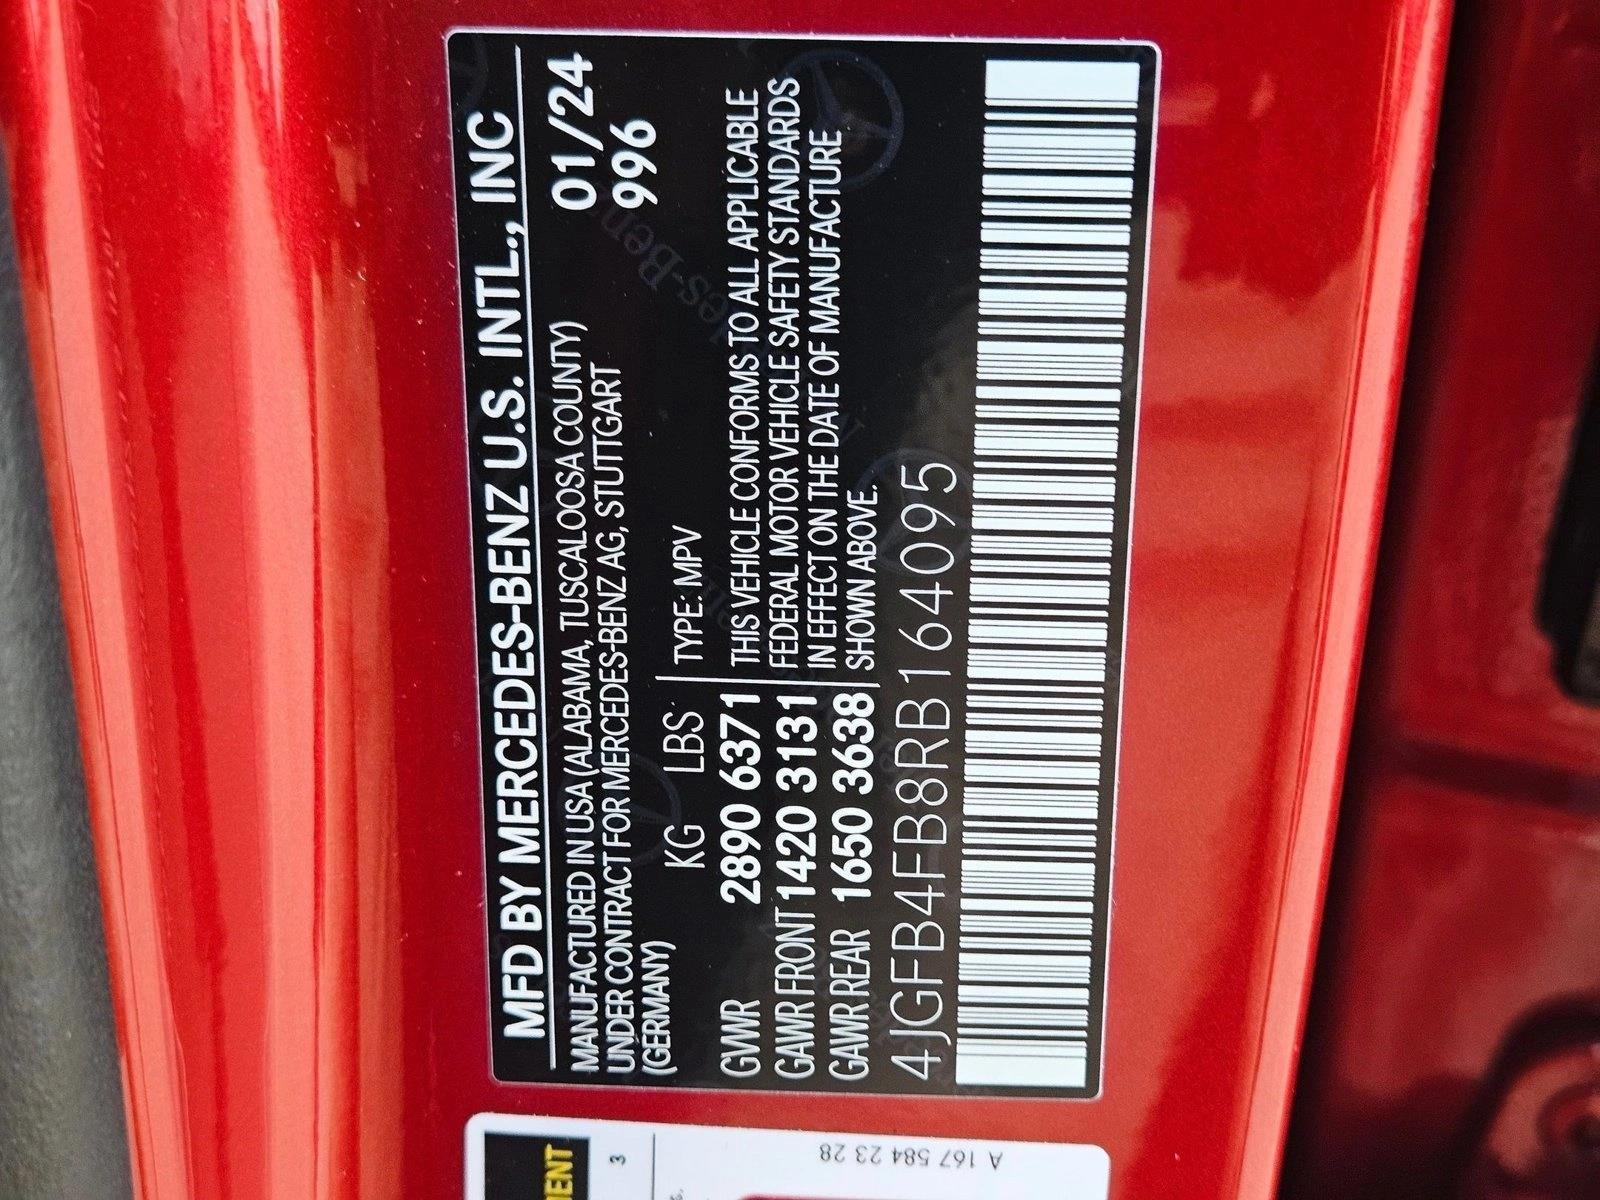 MFD BY MERCEDES-BENZ U.S. INTL., INC
MANUFACTURED IN USA (ALABAMA, TUSCALOOSA COUNTY) 01/24
UNDER CONTRACT FOR MERCEDES-BENZ AG, STUTTGART 996
(GERMANY)
KG LBS TYPE: MPV
GWR 2890 6371 THIS VEHICLE CONFORMS TO ALL APPLICABLE
GAWR FRONT 1420 3131 FEDERAL MOTOR VEHICLE SAFETY STANDARDS
IN EFFECT ON THE DATE OF MANUFACTURE
GAWR REAR 1650 3638 SHOWN ABOVE.
4JGFB4FB8RB164095
3
A 167 584 23 28